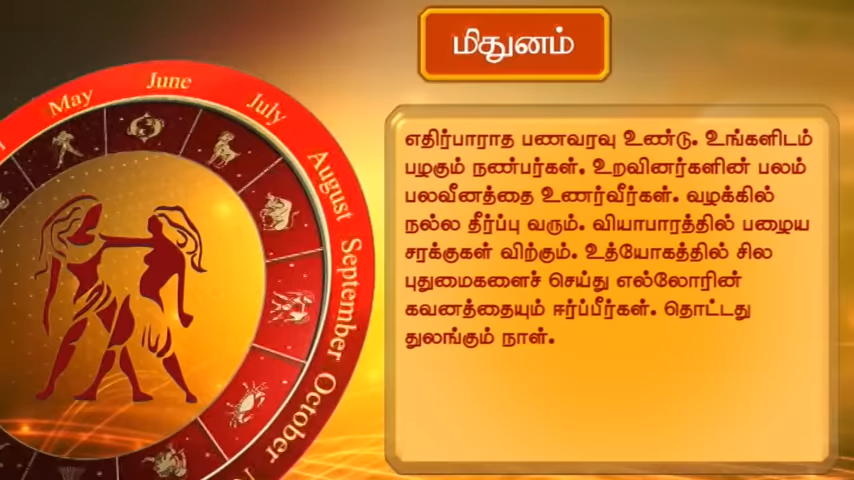 May
June
July
August
September
October
மிதுனம்
எதிர்பாராத பணவரவு உண்டு. உங்களிடம்
பழகும் நண்பர்கள். உறவினர்களின் பலம்
பலவீனத்தை உணர்வீர்கள். வழக்கில்
நல்ல தீர்ப்பு வரும். வியாபாரத்தில் பழைய
சரக்குகள் விற்கும். உத்யோகத்தில் சில
புதுமைகளைச் செய்து எல்லோரின்
கவனத்தையும் ஈர்ப்பீர்கள். தொட்டது
துலங்கும் நாள்.